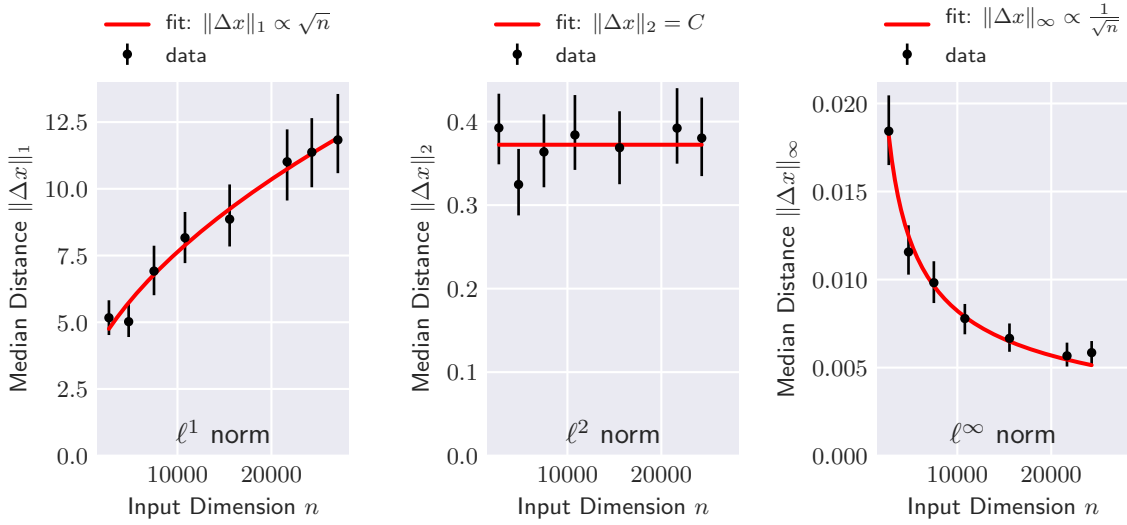 fit: ‖Δx‖₁ ∝ √n
data
Median Distance ‖Δx‖₁
12.5
10.0
7.5
5.0
2.5
0.0
ℓ¹ norm
10000 20000
Input Dimension n
fit: ‖Δx‖₂ = C
data
Median Distance ‖Δx‖₂
0.4
0.3
0.2
0.1
0.0
ℓ² norm
10000 20000
Input Dimension n
fit: ‖Δx‖∞ ∝ 1/√n
data
Median Distance ‖Δx‖∞
0.020
0.015
0.010
0.005
0.000
ℓ∞ norm
10000 20000
Input Dimension n